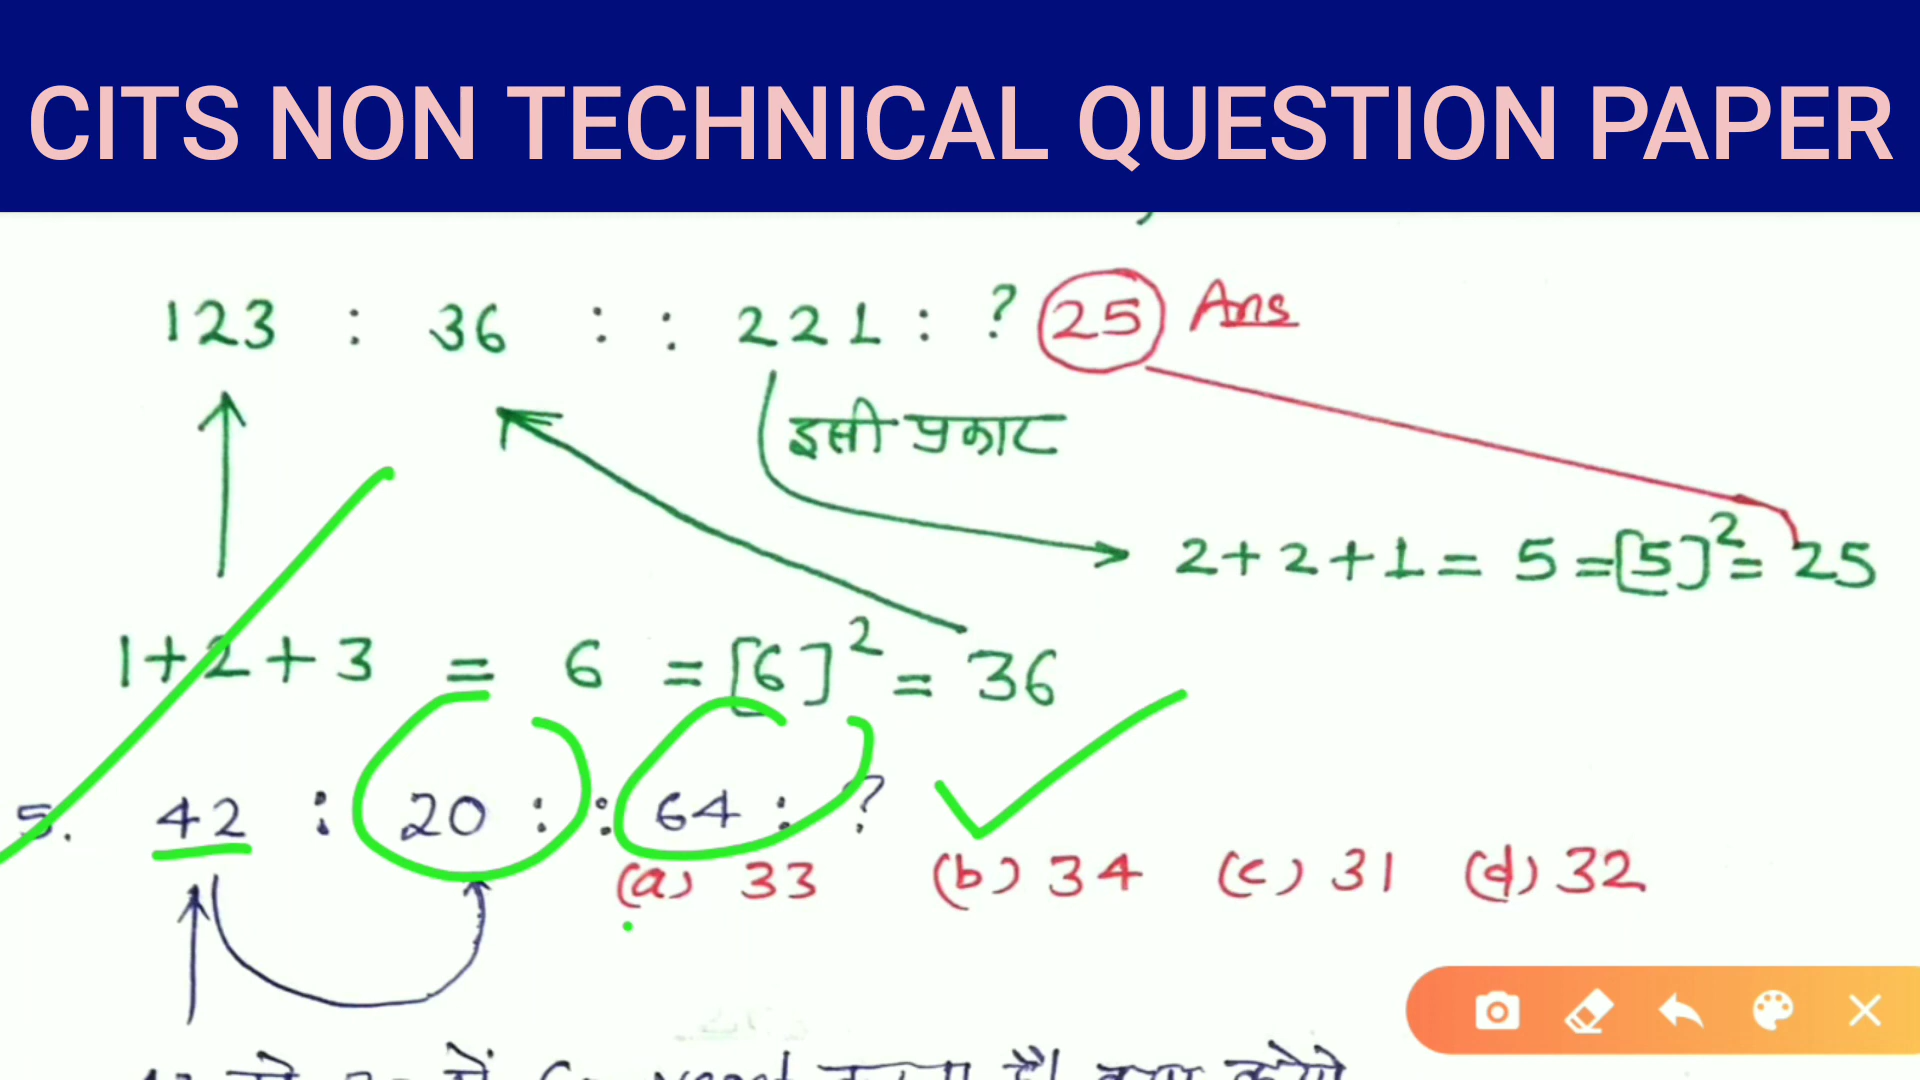 CITS NON TECHNICAL QUESTION PAPER
123 : 36 : : 221 : ? 25 Ans
इसी प्रकार
2+2+1= 5 =[5]²= 25
1+2+3 = 6 =[6]² = 36
5. 42 : 20 : : 64 : ?
(a) 33 (b) 34 (c) 31 (d) 32